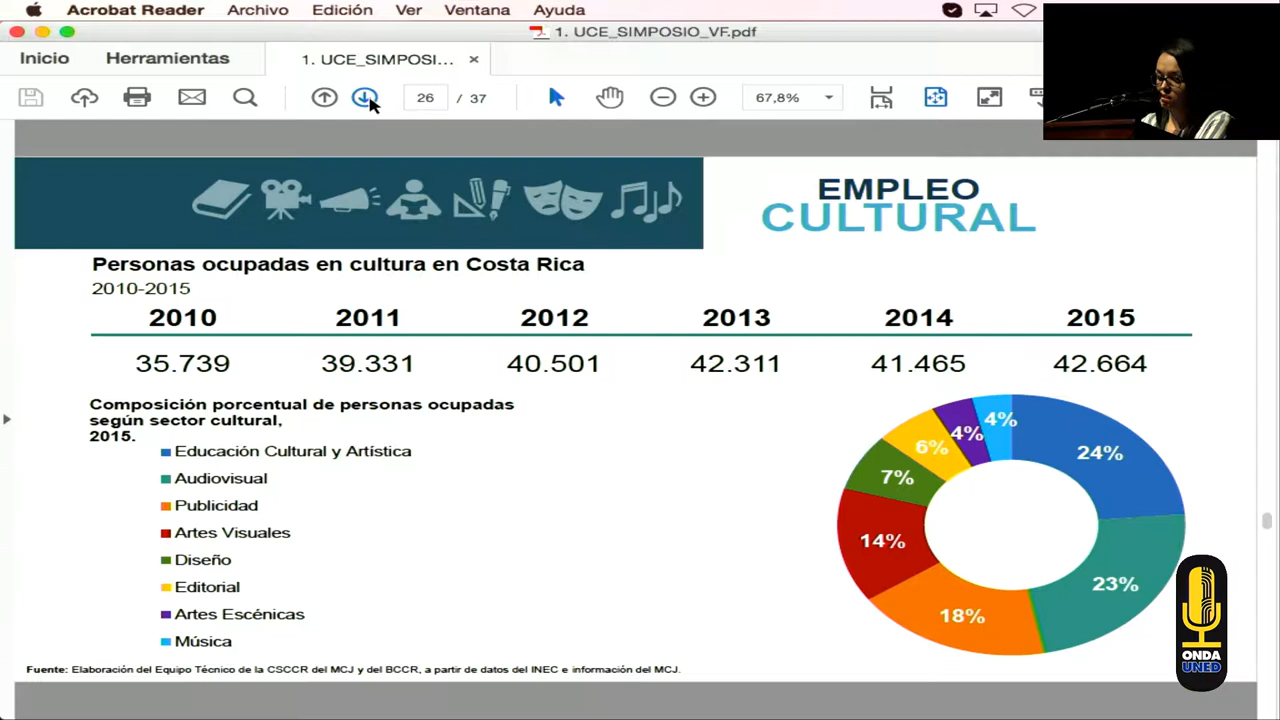 Acrobat Reader Archivo Edición Ver Ventana Ayuda
1. UCE_SIMPOSIO_VF.pdf
Inicio Herramientas 1. UCE_SIMPOSI... ×
26 / 37 67,8%
EMPLEO
CULTURAL
Personas ocupadas en cultura en Costa Rica
2010-2015
2010 2011 2012 2013 2014 2015
35.739 39.331 40.501 42.311 41.465 42.664
Composición porcentual de personas ocupadas
según sector cultural,
2015.
Educación Cultural y Artística
Audiovisual
Publicidad
Artes Visuales
Diseño
Editorial
Artes Escénicas
Música
24%
23%
18%
14%
7%
6%
4%
4%
Fuente: Elaboración del Equipo Técnico de la CSCCR del MCJ y del BCCR, a partir de datos del INEC e información del MCJ.
ONDA
UNED